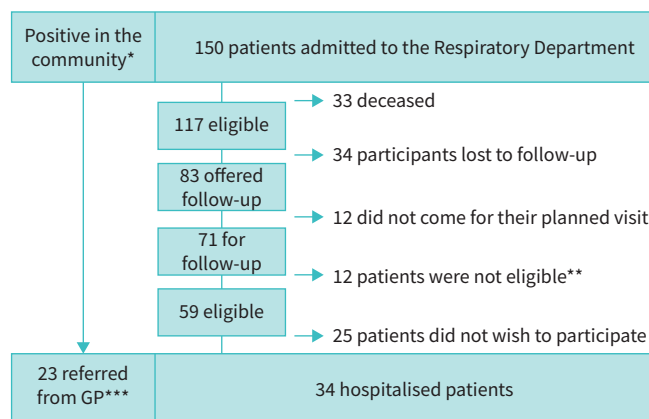 Positive in the
community*
150 patients admitted to the Respiratory Department
33 deceased
117 eligible
34 participants lost to follow-up
83 offered
follow-up
12 did not come for their planned visit
71 for
follow-up
12 patients were not eligible**
59 eligible
25 patients did not wish to participate
23 referred
from GP***
34 hospitalised patients